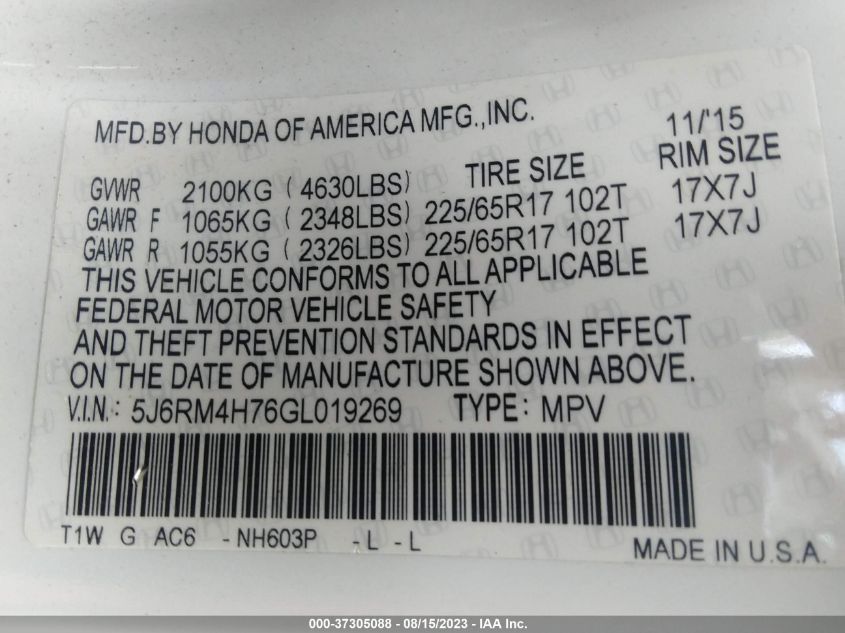 MFD.BY HONDA OF AMERICA MFG.,INC. 11/'15
TIRE SIZE RIM SIZE
GVWR 2100KG (4630LBS)
GAWR F 1065KG (2348LBS) 225/65R17 102T 17X7J
GAWR R 1055KG (2326LBS) 225/65R17 102T 17X7J
THIS VEHICLE CONFORMS TO ALL APPLICABLE
FEDERAL MOTOR VEHICLE SAFETY
AND THEFT PREVENTION STANDARDS IN EFFECT
ON THE DATE OF MANUFACTURE SHOWN ABOVE.
V.I.N.: 5J6RM4H76GL019269 TYPE: MPV
T1W G AC6 - NH603P - L - L MADE IN U.S.A.
000-37305088 - 08/15/2023 - IAA Inc.